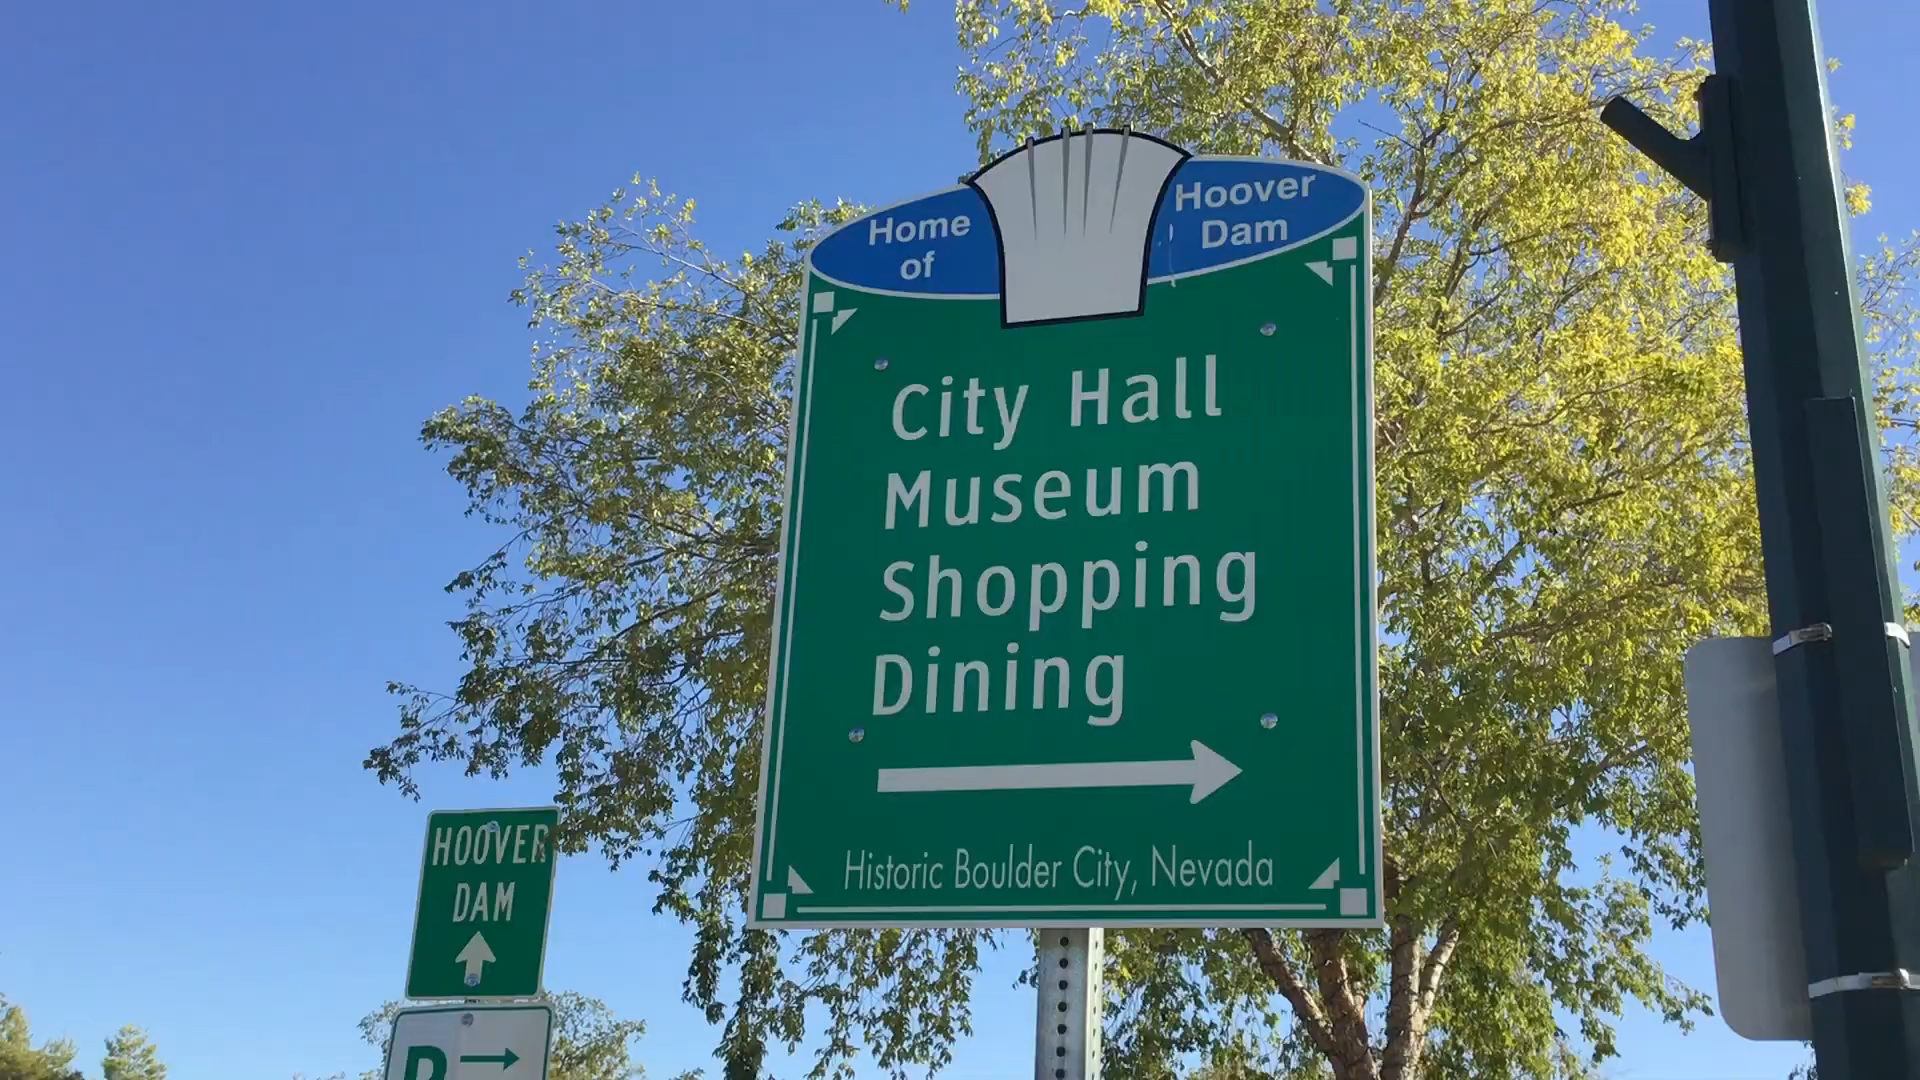 Home
of
Hoover
Dam
City Hall
Museum
Shopping
Dining
Historic Boulder City, Nevada
HOOVER
DAM
P